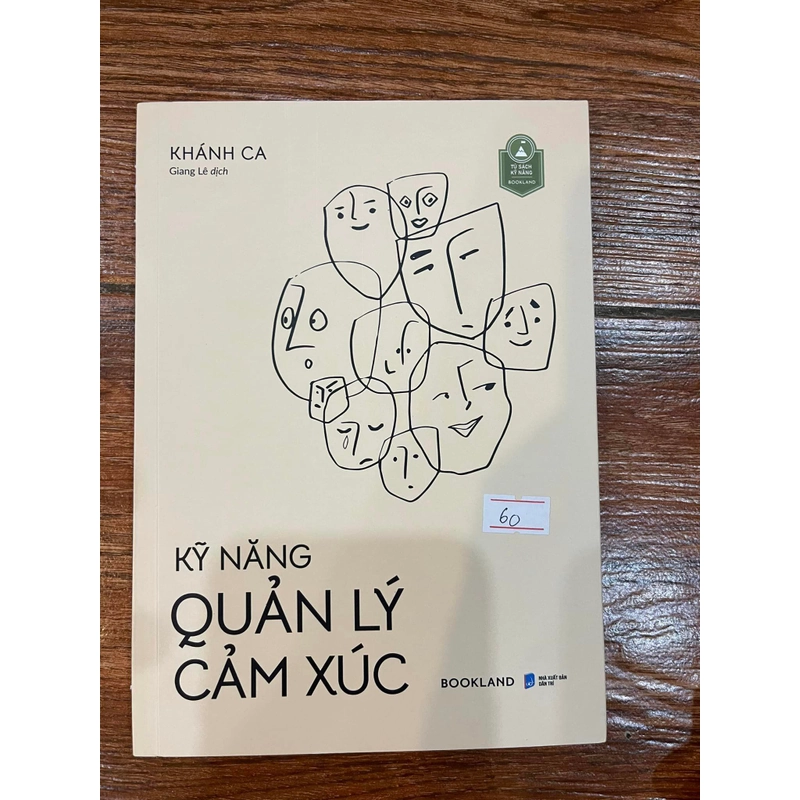 KHÁNH CA
Giang Lê dịch
TỦ SÁCH
KỸ NĂNG
BOOKLAND
60
KỸ NĂNG
QUẢN LÝ
CẢM XÚC
BOOKLAND
NHÀ XUẤT BẢN
DÂN TRÍ